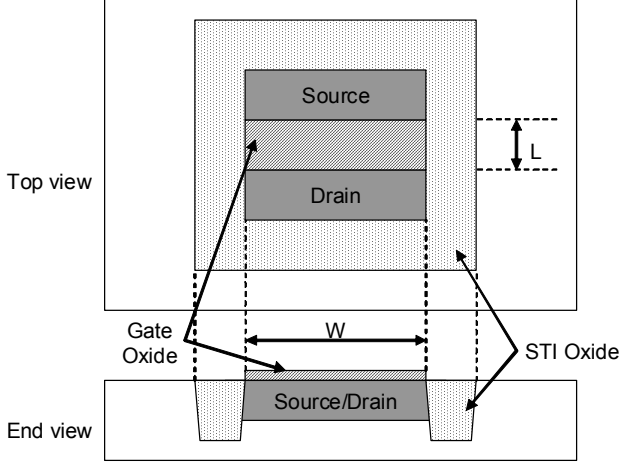 Source
L
Top view
Drain
Gate
Oxide
W
STI Oxide
Source/Drain
End view